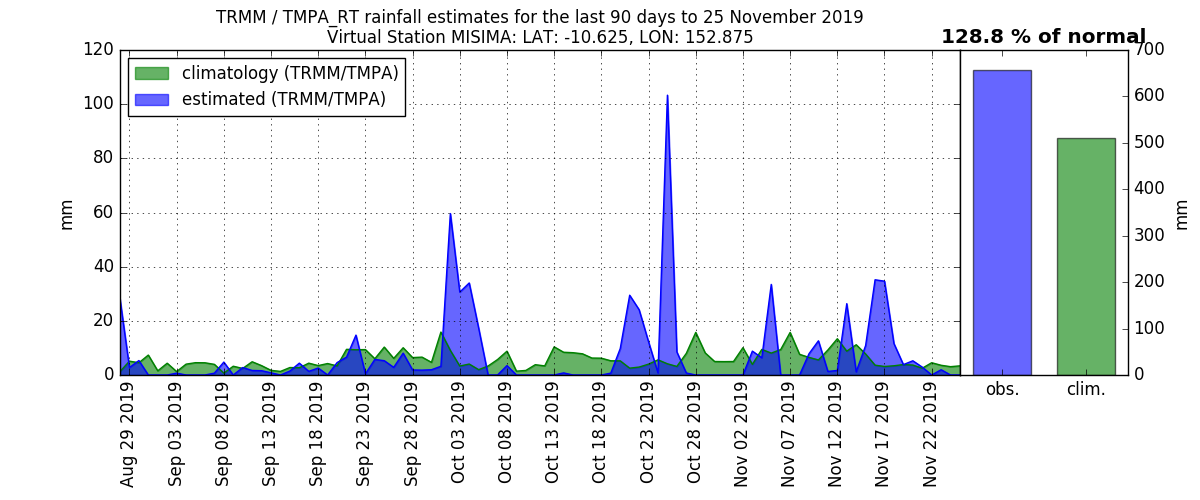 TRMM / TMPA_RT rainfall estimates for the last 90 days to 25 November 2019
Virtual Station MISIMA: LAT: -10.625, LON: 152.875
128.8 % of normal
climatology (TRMM/TMPA)
estimated (TRMM/TMPA)
120
100
80
60
40
20
0
mm
Aug 29 2019
Sep 03 2019
Sep 08 2019
Sep 13 2019
Sep 18 2019
Sep 23 2019
Sep 28 2019
Oct 03 2019
Oct 08 2019
Oct 13 2019
Oct 18 2019
Oct 23 2019
Oct 28 2019
Nov 02 2019
Nov 07 2019
Nov 12 2019
Nov 17 2019
Nov 22 2019
700
600
500
400
300
200
100
0
mm
obs.
clim.